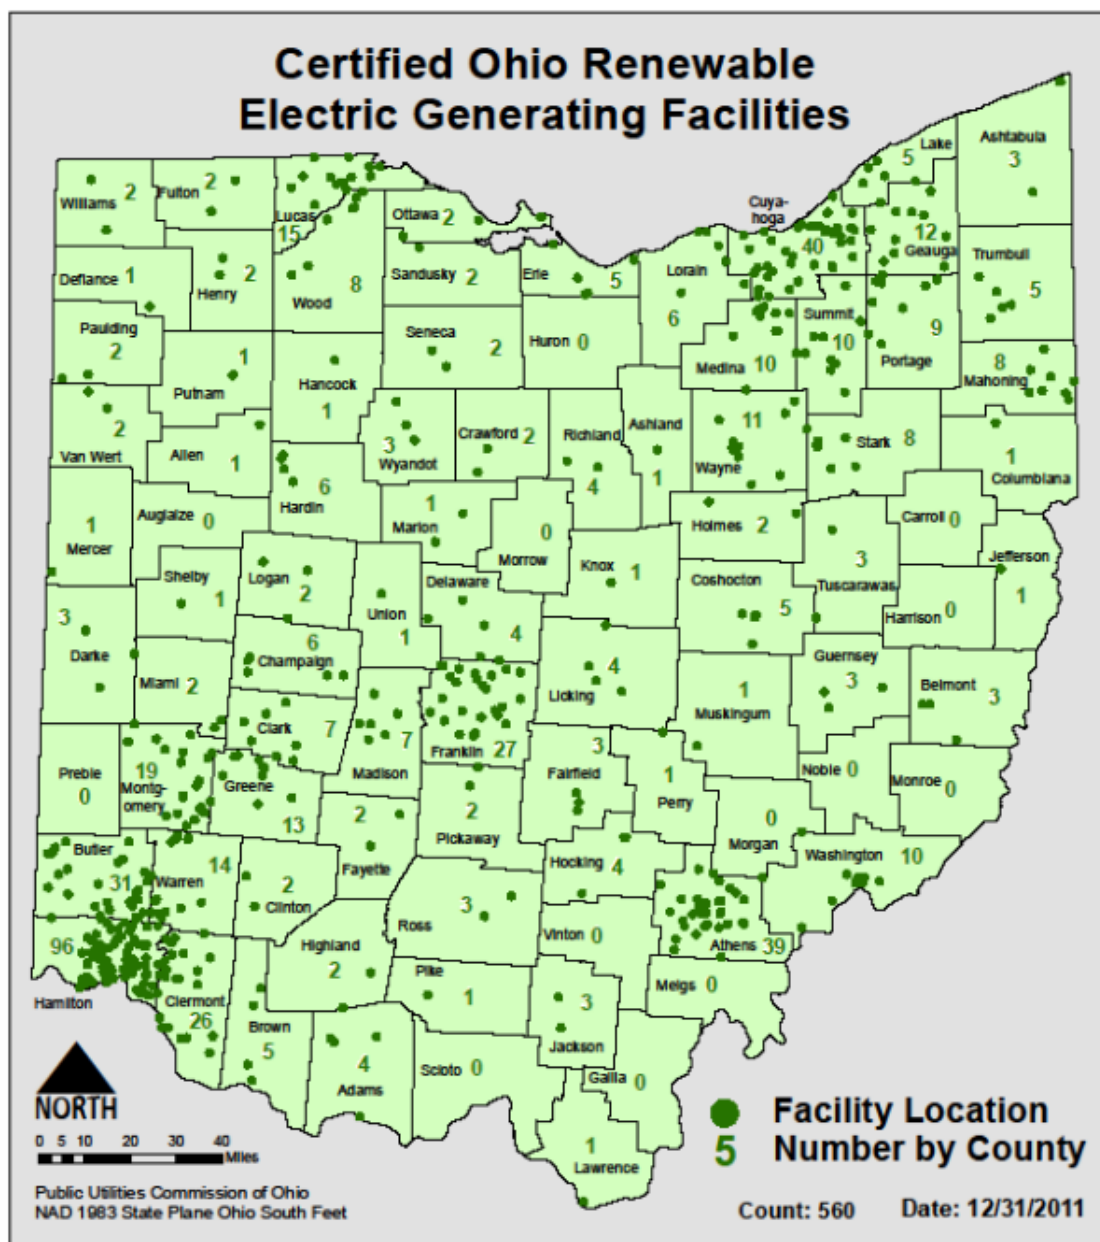 Certified Ohio Renewable
Electric Generating Facilities
Lake
5
Ashtabula
3
Williams 2
Fulton 2
Lucas
15
Ottawa 2
Cuya-
hoga
40
12
Geauga
Trumbull
5
Defiance 1
Henry 2
Wood 8
Sandusky 2
Erie 5
Lorain
6
Paulding
2
Putnam 1
Hancock
1
Seneca 2
Huron 0
Medina 10
Summit
10
Portage
9
8
Mahoning
Van Wert
2
Allen 1
3
Wyandot
Crawford 2
Richland
4
Ashland
1
11
Wayne
Stark 8
1
Columbiana
1
Mercer
Auglaize 0
6
Hardin
1
Marion
0
Morrow
Knox 1
Holmes 2
3
Tuscarawas
Carroll 0
Jefferson
1
Shelby
1
Logan
2
Union
1
Delaware
4
Coshocton
5
Harrison 0
3
Darke
Miami 2
6
Champaign
4
Licking
1
Muskingum
Guernsey
3
Belmont 3
Clark 7
7
Madison
Franklin 27
Preble
0
19
Montg-
omery
Greene
13
3
Fairfield
1
Perry
Noble 0
Monroe 0
2
Fayette
2
Pickaway
0
Morgan
Washington 10
Butler
31
14
Warren
2
Clinton
Hocking 4
96
Hamilton
Highland
2
Ross 3
Vinton 0
Athens 39
Clermont
26
Brown
5
Pike
1
3
Jackson
Meigs 0
4
Adams
Scioto 0
Gallia 0
1
Lawrence
NORTH
0 5 10 20 30 40
Miles
Facility Location
5 Number by County
Public Utilities Commission of Ohio
NAD 1983 State Plane Ohio South Feet
Count: 560 Date: 12/31/2011